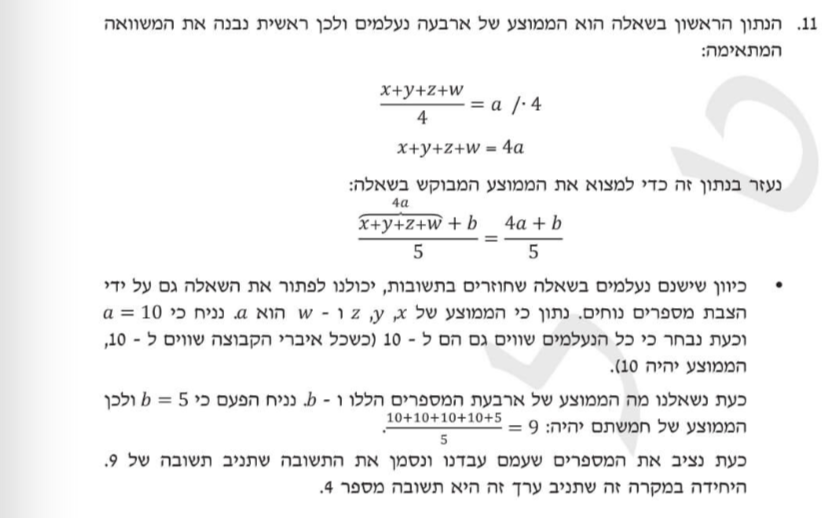 11. הנתון הראשון בשאלה הוא הממוצע של ארבעה נעלמים ולכן ראשית נבנה את המשוואה
המתאימה:
x+y+z+w / 4 = a /· 4
x+y+z+w = 4a
נעזר בנתון זה כדי למצוא את הממוצע המבוקש בשאלה:
4a
x+y+z+w + b / 5 = 4a + b / 5
• כיוון שישנם נעלמים בשאלה שחוזרים בתשובות, יכולנו לפתור את השאלה גם על ידי
הצבת מספרים נוחים. נתון כי הממוצע של x, y, z ו - w הוא a. נניח כי a = 10
וכעת נבחר כי כל הנעלמים שווים גם הם ל - 10 (כשכל איברי הקבוצה שווים ל - 10,
הממוצע יהיה 10).
כעת נשאלנו מה הממוצע של ארבעת המספרים הללו ו - b. נניח הפעם כי b = 5 ולכן
הממוצע של חמשתם יהיה: 9 = 10+10+10+10+5 / 5.
כעת נציב את המספרים שעמם עבדנו ונסמן את התשובה שתניב תשובה של 9.
היחידה במקרה זה שתניב ערך זה היא תשובה מספר 4.